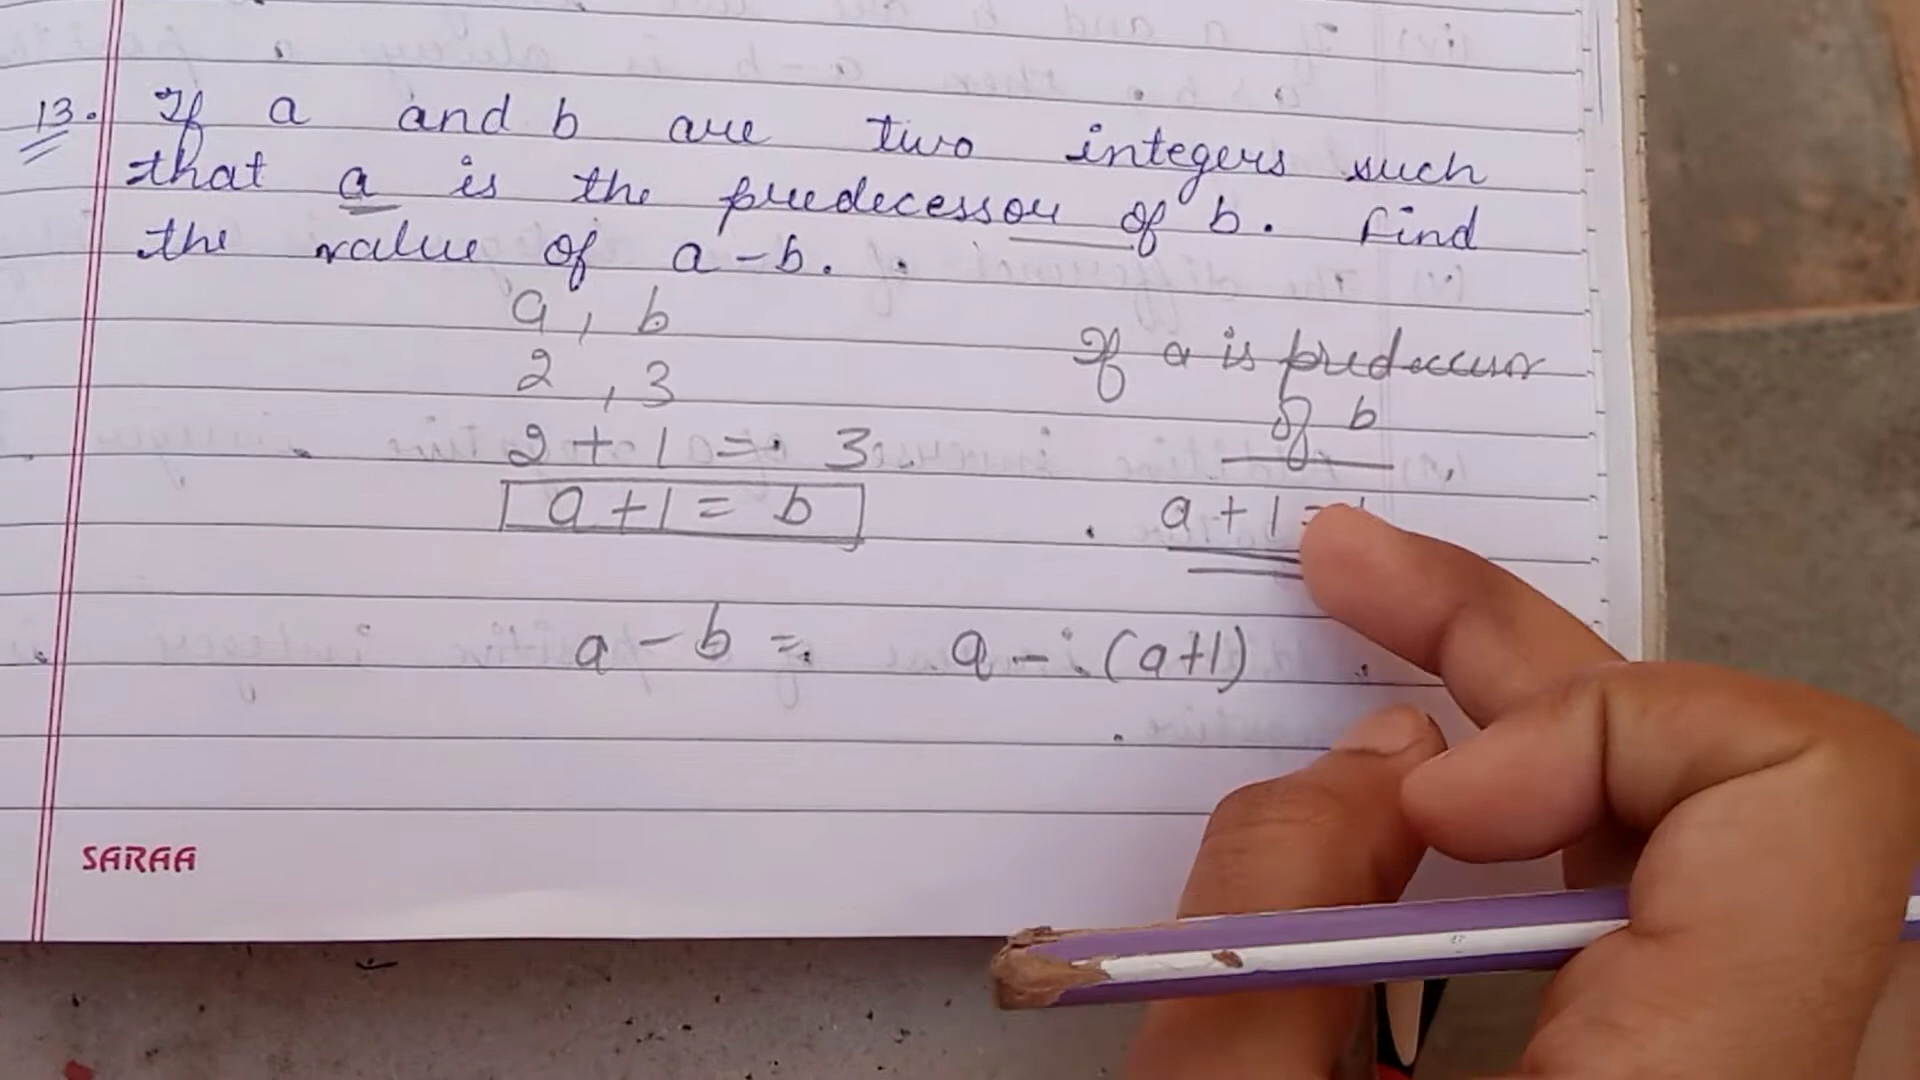 13. If a and b are two integers such
that a is the predecessor of b. Find
the value of a-b.
a, b
2, 3
2 + 1 = 3
a + 1 = b
If a is predeccusor
of b
a + 1 =
a - b = a - (a+1)
SARAA